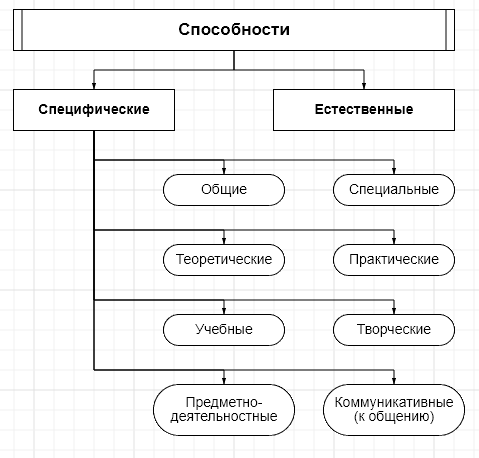 Способности
Специфические
Естественные
Общие
Специальные
Теоретические
Практические
Учебные
Творческие
Предметно-
деятельностные
Коммуникативные
(к общению)